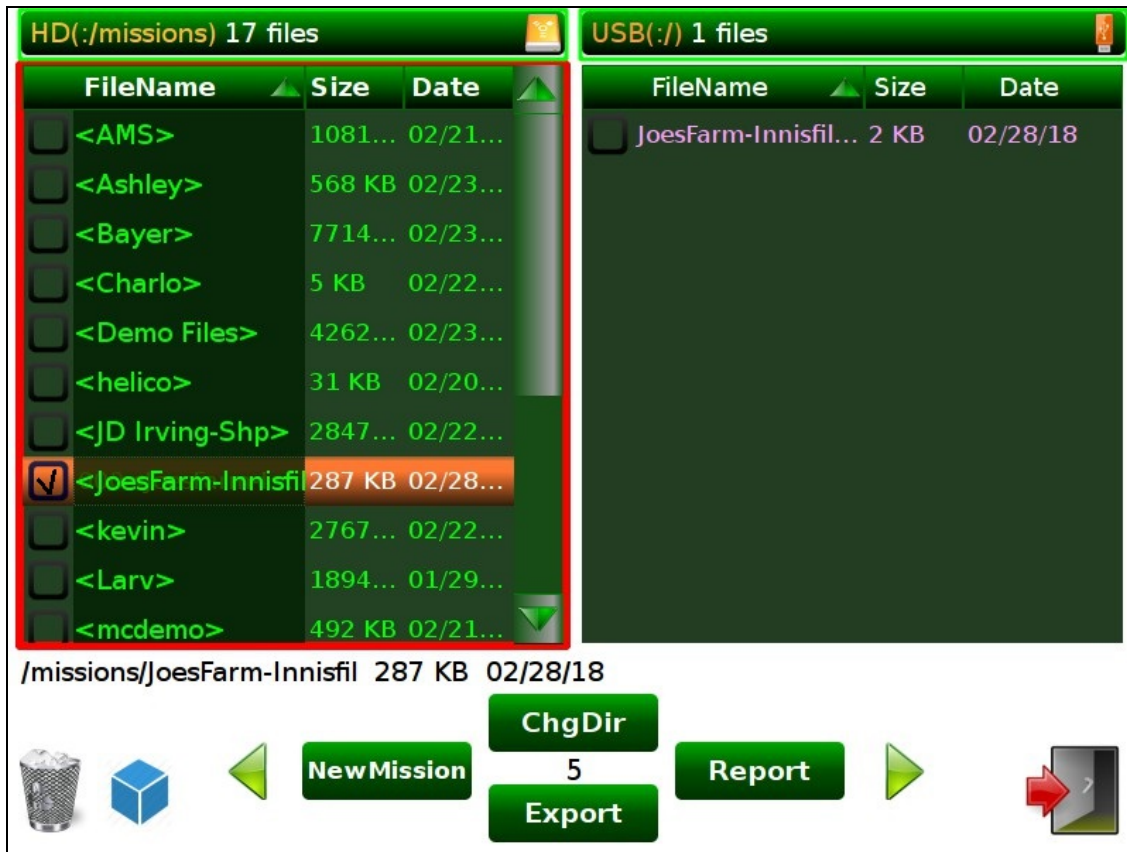 HD(:/missions) 17 files
FileName Size Date
<AMS> 1081... 02/21...
<Ashley> 568 KB 02/23...
<Bayer> 7714... 02/23...
<Charlo> 5 KB 02/22...
<Demo Files> 4262... 02/23...
<helico> 31 KB 02/20...
<JD Irving-Shp> 2847... 02/22...
<JoesFarm-Innisfil 287 KB 02/28...
<kevin> 2767... 02/22...
<Larv> 1894... 01/29...
<mcdemo> 492 KB 02/21...
USB(:/) 1 files
FileName Size Date
JoesFarm-Innisfil... 2 KB 02/28/18
/missions/JoesFarm-Innisfil 287 KB 02/28/18
ChgDir
NewMission 5 Report
Export